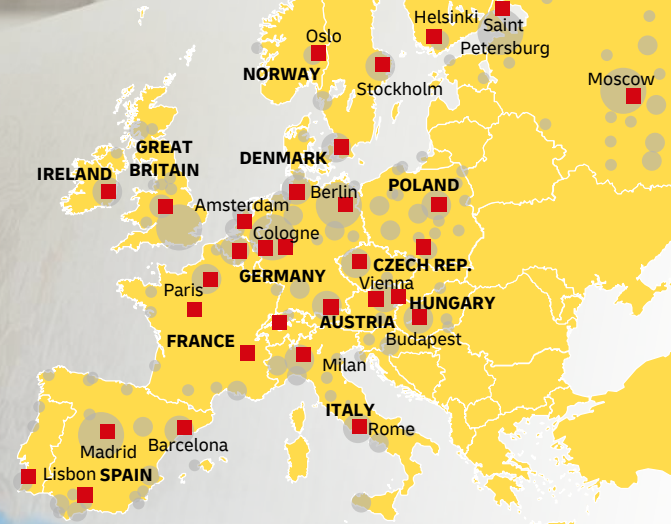 Helsinki
Saint
Petersburg
Oslo
NORWAY
Stockholm
Moscow
GREAT
BRITAIN
IRELAND
DENMARK
Amsterdam
Berlin
POLAND
Cologne
GERMANY
CZECH REP.
Paris
Vienna
HUNGARY
AUSTRIA
FRANCE
Budapest
Milan
ITALY
Rome
Madrid
Barcelona
Lisbon
SPAIN